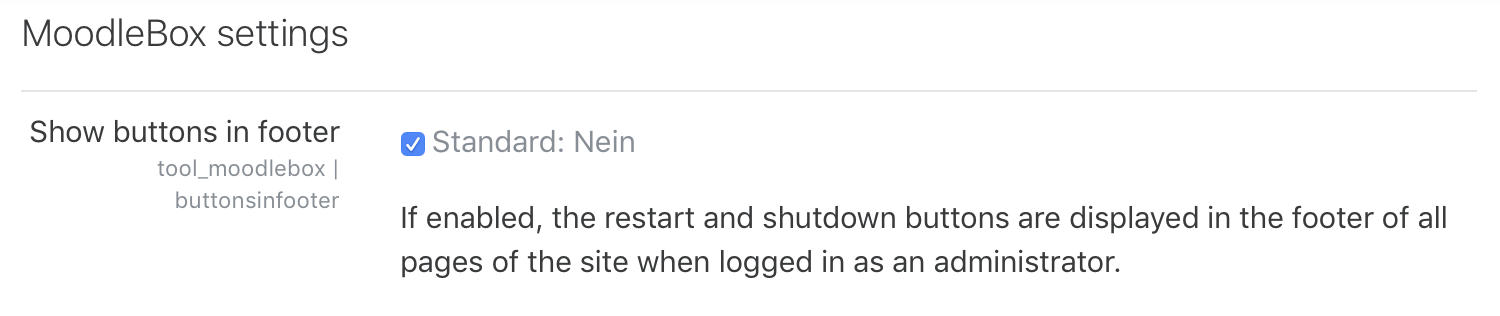 MoodleBox settings
Show buttons in footer
tool_moodlebox |
buttonsinfooter
Standard: Nein
If enabled, the restart and shutdown buttons are displayed in the footer of all
pages of the site when logged in as an administrator.